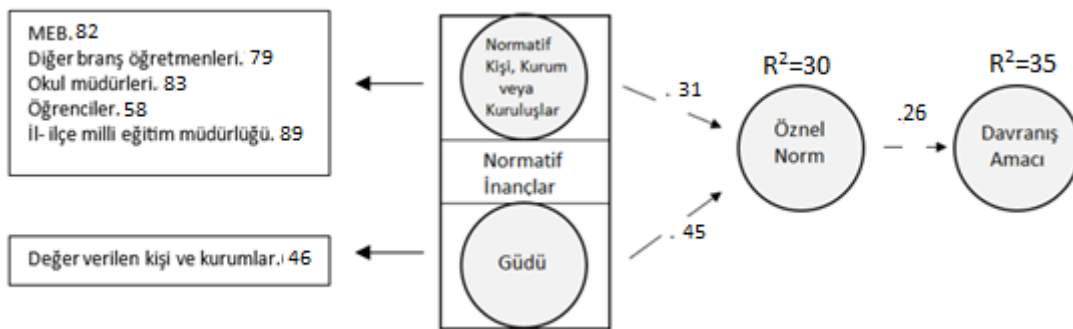 MEB. 82
Diğer branş öğretmenleri. 79
Okul müdürleri. 83
Öğrenciler. 58
İl- ilçe milli eğitim müdürlüğü. 89
Değer verilen kişi ve kurumlar. 46
Normatif
Kişi, Kurum
veya
Kuruluşlar
Normatif
İnançlar
Güdü
. 31
. 45
R²=30
Öznel
Norm
.26
R²=35
Davranış
Amacı